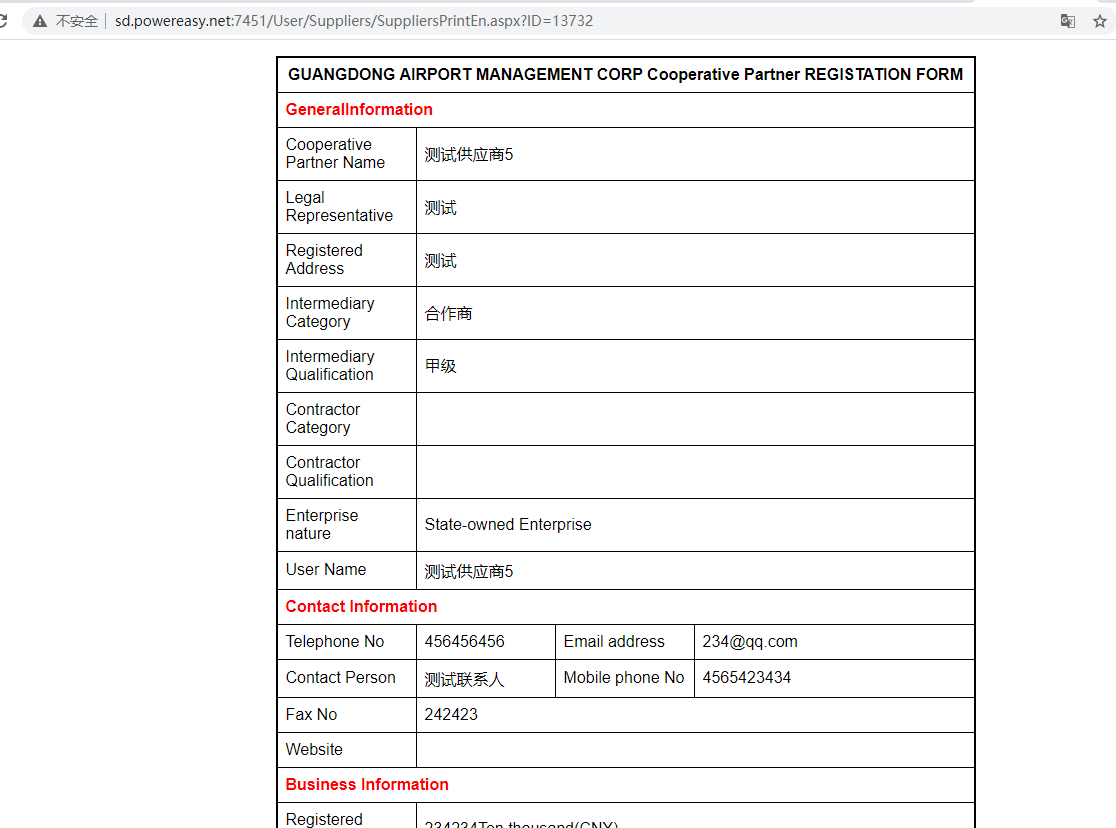 不安全 sd.powereasy.net:7451/User/Suppliers/SuppliersPrintEn.aspx?ID=13732
GUANGDONG AIRPORT MANAGEMENT CORP Cooperative Partner REGISTATION FORM
GeneralInformation
Cooperative
Partner Name
测试供应商5
Legal
Representative
测试
Registered
Address
测试
Intermediary
Category
合作商
Intermediary
Qualification
甲级
Contractor
Category
Contractor
Qualification
Enterprise
nature
State-owned Enterprise
User Name
测试供应商5
Contact Information
Telephone No
456456456
Email address
234@qq.com
Contact Person
测试联系人
Mobile phone No
4565423434
Fax No
242423
Website
Business Information
Registered
234234Ten thousand(CNY)